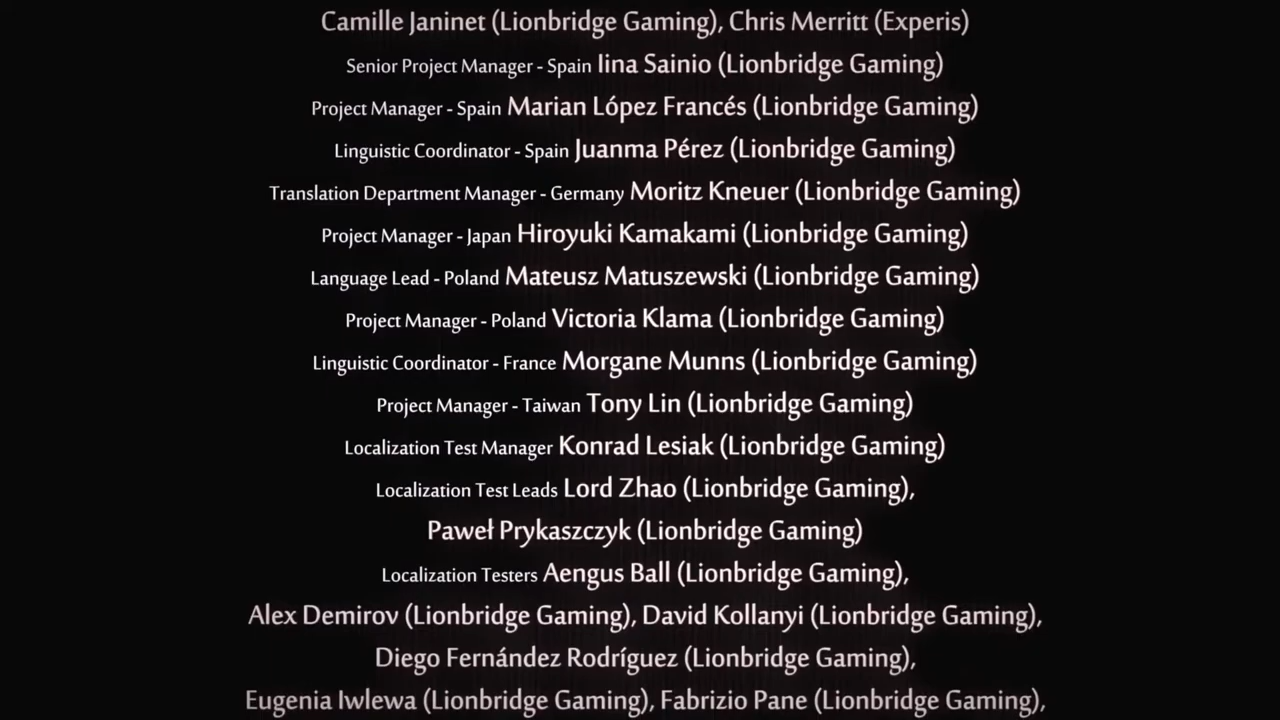 Camille Janinet (Lionbridge Gaming), Chris Merritt (Experis)
Senior Project Manager - Spain Iina Sainio (Lionbridge Gaming)
Project Manager - Spain Marian López Francés (Lionbridge Gaming)
Linguistic Coordinator - Spain Juanma Pérez (Lionbridge Gaming)
Translation Department Manager - Germany Moritz Kneuer (Lionbridge Gaming)
Project Manager - Japan Hiroyuki Kamakami (Lionbridge Gaming)
Language Lead - Poland Mateusz Matuszewski (Lionbridge Gaming)
Project Manager - Poland Victoria Klama (Lionbridge Gaming)
Linguistic Coordinator - France Morgane Munns (Lionbridge Gaming)
Project Manager - Taiwan Tony Lin (Lionbridge Gaming)
Localization Test Manager Konrad Lesiak (Lionbridge Gaming)
Localization Test Leads Lord Zhao (Lionbridge Gaming),
Paweł Prykaszczyk (Lionbridge Gaming)
Localization Testers Aengus Ball (Lionbridge Gaming),
Alex Demirov (Lionbridge Gaming), David Kollanyi (Lionbridge Gaming),
Diego Fernández Rodríguez (Lionbridge Gaming),
Eugenia Iwlewa (Lionbridge Gaming), Fabrizio Pane (Lionbridge Gaming),